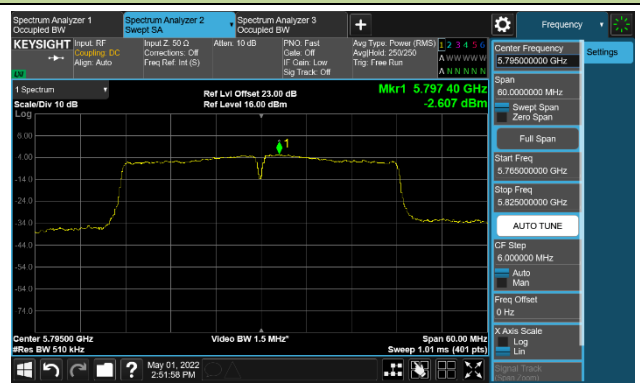 Spectrum Analyzer 1
Occupied BW
Spectrum Analyzer 2
Swept SA
Spectrum Analyzer 3
Occupied BW
Frequency
KEYSIGHT
Input: RF
Coupling: DC
Align: Auto
Input Z: 50 Ω
Corrections: Off
Freq Ref: Int (S)
Atten: 10 dB
PNO: Fast
Gate: Off
IF Gain: Low
Sig Track: Off
Avg Type: Power (RMS)
Avg|Hold: 250/250
Trig: Free Run
1 2 3 4 5 6
A W W W W W
A N N N N N
1 Spectrum
Scale/Div 10 dB
Log
Ref Lvl Offset 23.00 dB
Ref Level 16.00 dBm
Mkr1 5.797 40 GHz
-2.607 dBm
1
6.00
4.00
-14.0
-24.0
-34.0
-44.0
-54.0
-64.0
-74.0
Center 5.79500 GHz
#Res BW 510 kHz
Video BW 1.5 MHz*
Span 60.00 MHz
Sweep 1.01 ms (401 pts)
May 01, 2022
2:51:58 PM
Center Frequency
5.795000000 GHz
Settings
Span
60.0000000 MHz
Swept Span
Zero Span
Full Span
Start Freq
5.765000000 GHz
Stop Freq
5.825000000 GHz
AUTO TUNE
CF Step
6.000000 MHz
Auto
Man
Freq Offset
0 Hz
X Axis Scale
Log
Lin
Signal Track
(Span Zoom)